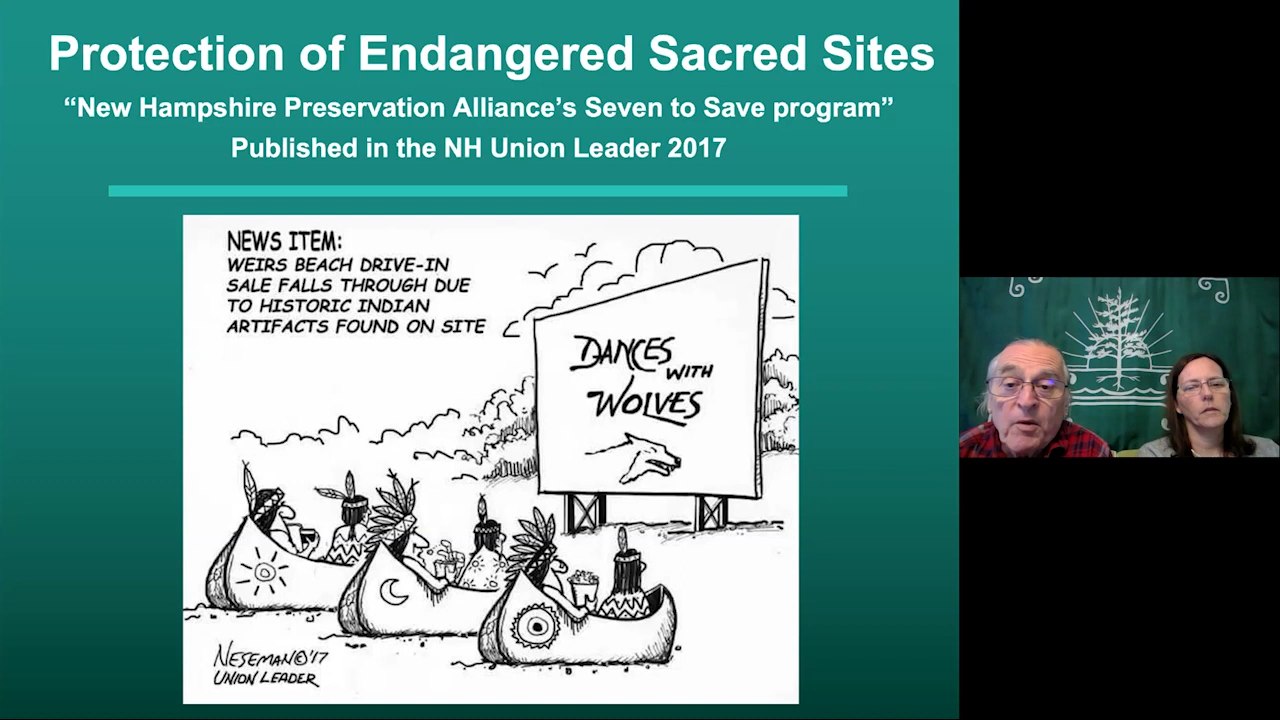 Protection of Endangered Sacred Sites
“New Hampshire Preservation Alliance’s Seven to Save program”
Published in the NH Union Leader 2017
NEWS ITEM:
WEIRS BEACH DRIVE-IN
SALE FALLS THROUGH DUE
TO HISTORIC INDIAN
ARTIFACTS FOUND ON SITE
DANCES
WITH
WOLVES
NESEMAN©'17
UNION LEADER